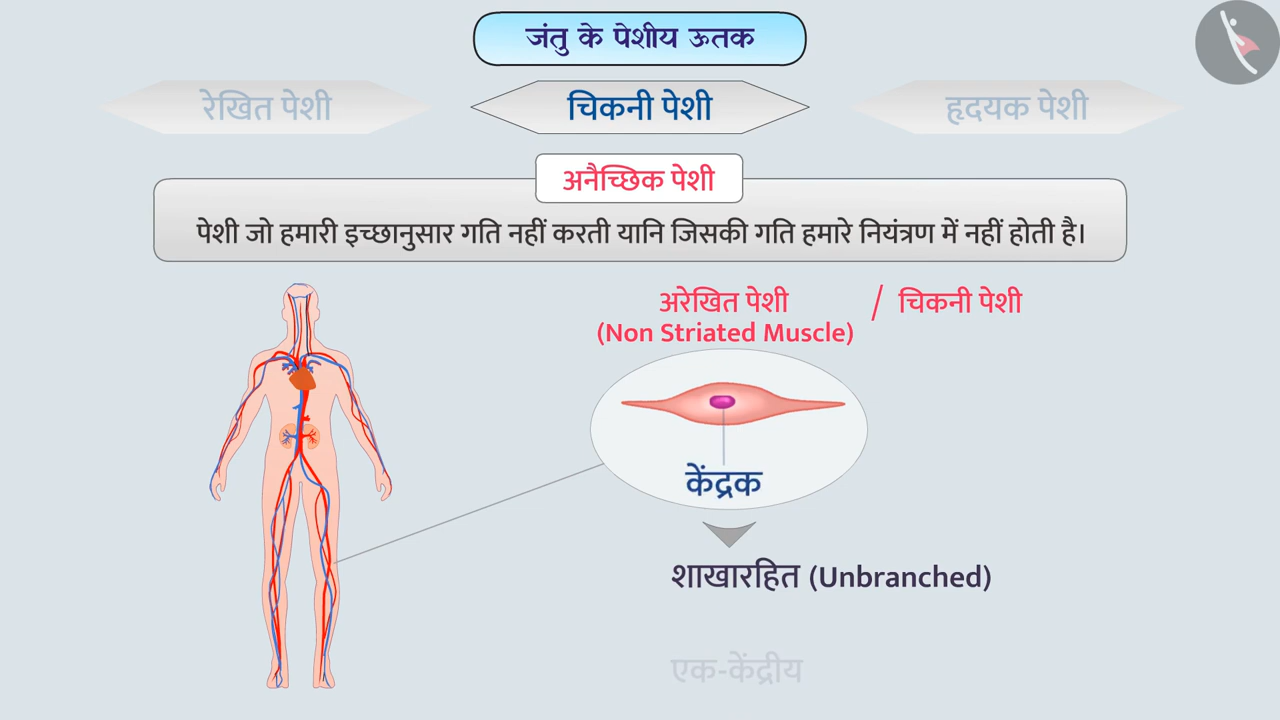 जंतु के पेशीय ऊतक
रेखित पेशी
चिकनी पेशी
हृदयक पेशी
अनैच्छिक पेशी
पेशी जो हमारी इच्छानुसार गति नहीं करती यानि जिसकी गति हमारे नियंत्रण में नहीं होती है।
अरेखित पेशी / चिकनी पेशी
(Non Striated Muscle)
केंद्रक
शाखारहित (Unbranched)
एक-केंद्रीय